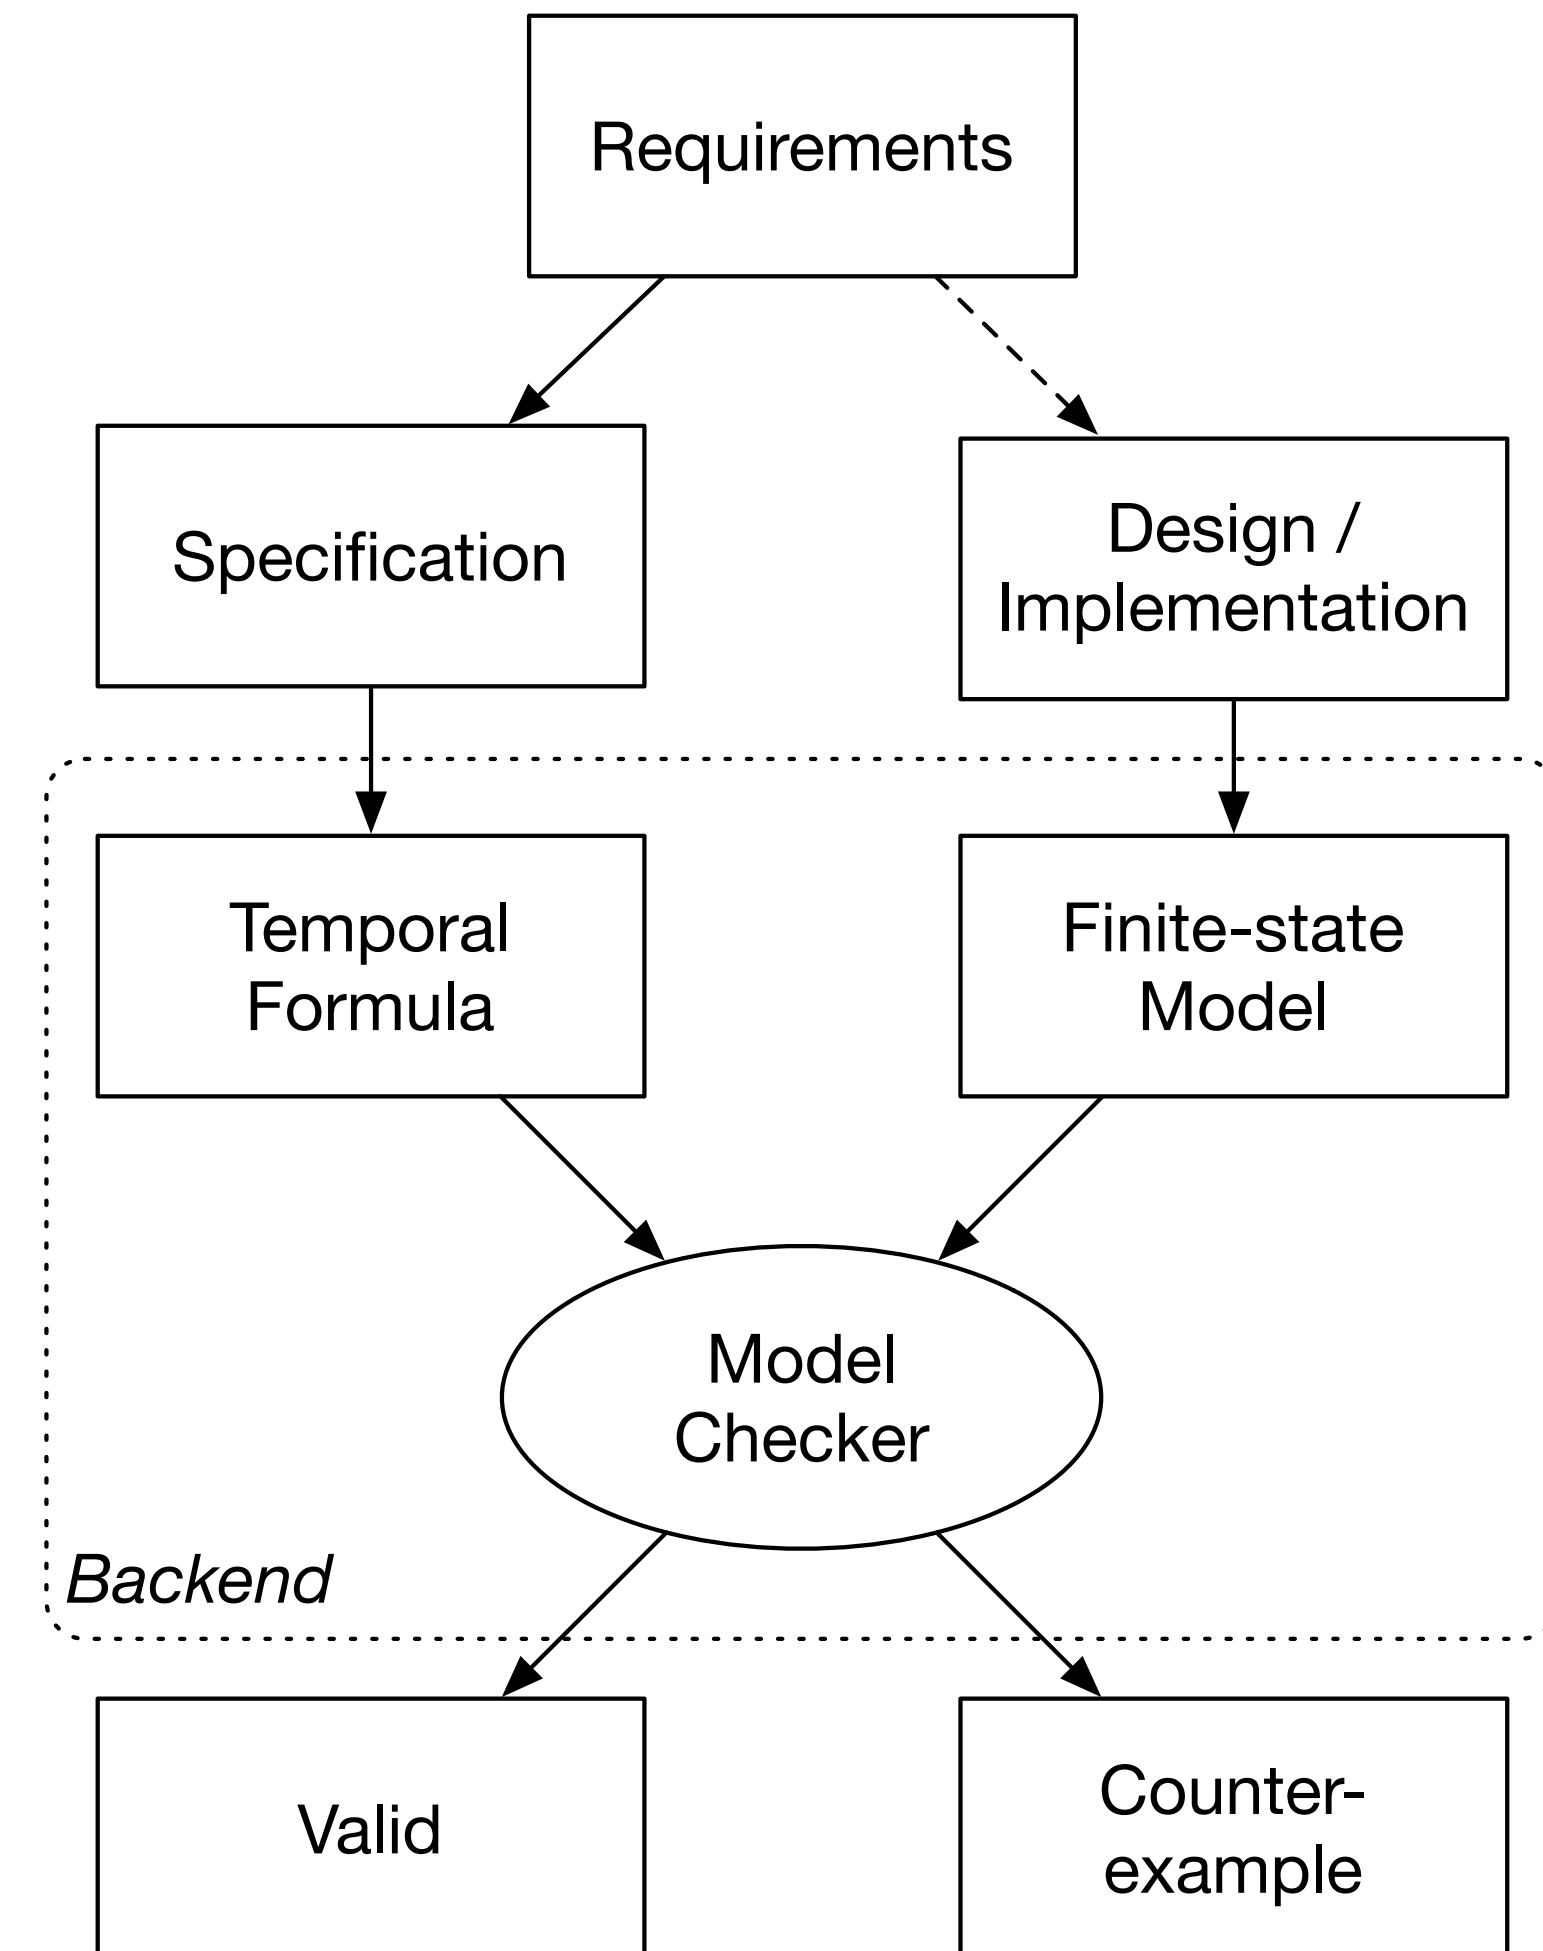 Requirements
Specification
Design /
Implementation
Temporal
Formula
Finite-state
Model
Model
Checker
Backend
Valid
Counter-
example